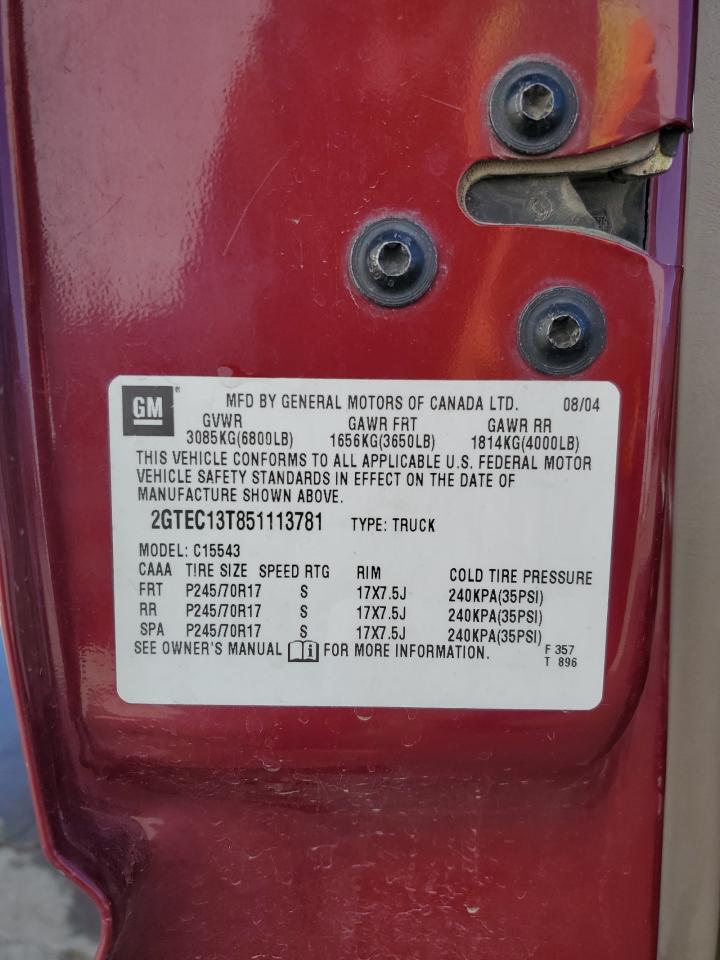 GM ® MFD BY GENERAL MOTORS OF CANADA LTD. 08/04
GVWR GAWR FRT GAWR RR
3085KG(6800LB) 1656KG(3650LB) 1814KG(4000LB)
THIS VEHICLE CONFORMS TO ALL APPLICABLE U.S. FEDERAL MOTOR
VEHICLE SAFETY STANDARDS IN EFFECT ON THE DATE OF
MANUFACTURE SHOWN ABOVE.
2GTEC13T851113781 TYPE: TRUCK
MODEL: C15543
CAAA TIRE SIZE SPEED RTG RIM COLD TIRE PRESSURE
FRT P245/70R17 S 17X7.5J 240KPA(35PSI)
RR P245/70R17 S 17X7.5J 240KPA(35PSI)
SPA P245/70R17 S 17X7.5J 240KPA(35PSI)
SEE OWNER'S MANUAL i FOR MORE INFORMATION. F 357
T 896